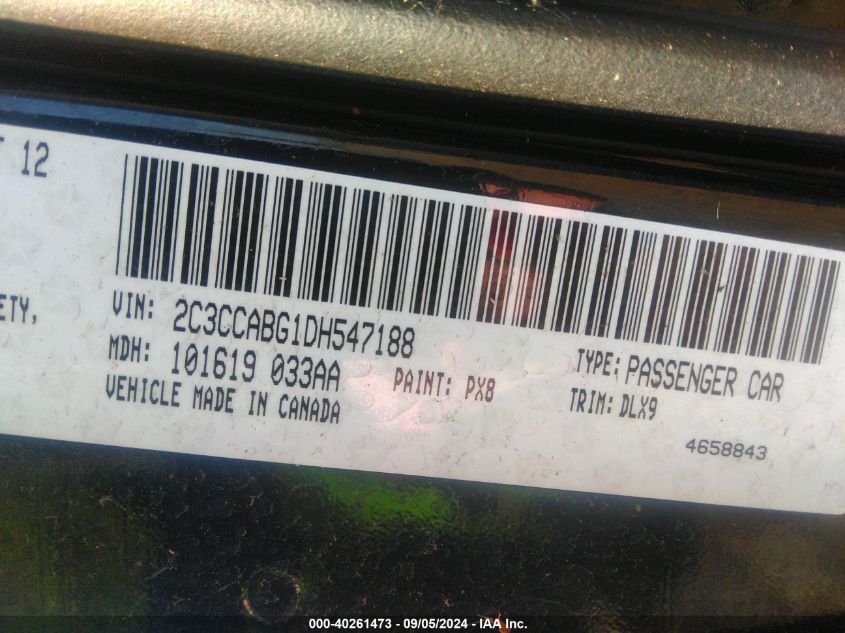 T 12
ETY,
VIN: 2C3CCABG1DH547188
MDH: 101619 033AA
PAINT: PX8
VEHICLE MADE IN CANADA
TYPE: PASSENGER CAR
TRIM: DLX9
4658843
000-40261473 - 09/05/2024 - IAA Inc.